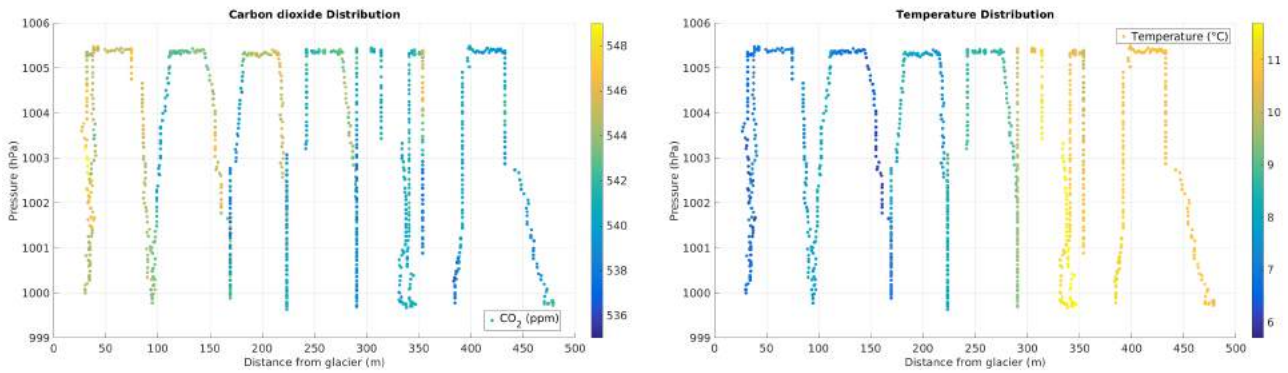 Carbon dioxide Distribution
1006
1005
1004
1003
1002
1001
1000
999
Pressure (hPa)
0 50 100 150 200 250 300 350 400 450 500
Distance from glacier (m)
CO2 (ppm)
548
546
544
542
540
538
536
Temperature Distribution
1006
1005
1004
1003
1002
1001
1000
999
Pressure (hPa)
0 50 100 150 200 250 300 350 400 450 500
Distance from glacier (m)
Temperature (°C)
11
10
9
8
7
6